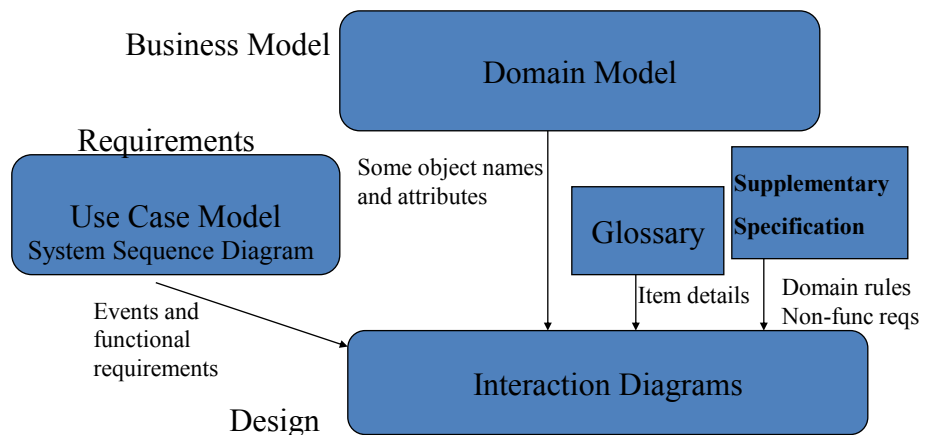 Business Model
Domain Model
Requirements
Some object names
and attributes
Use Case Model
System Sequence Diagram
Glossary
Supplementary
Specification
Events and
functional
requirements
Item details
Domain rules
Non-func reqs
Interaction Diagrams
Design